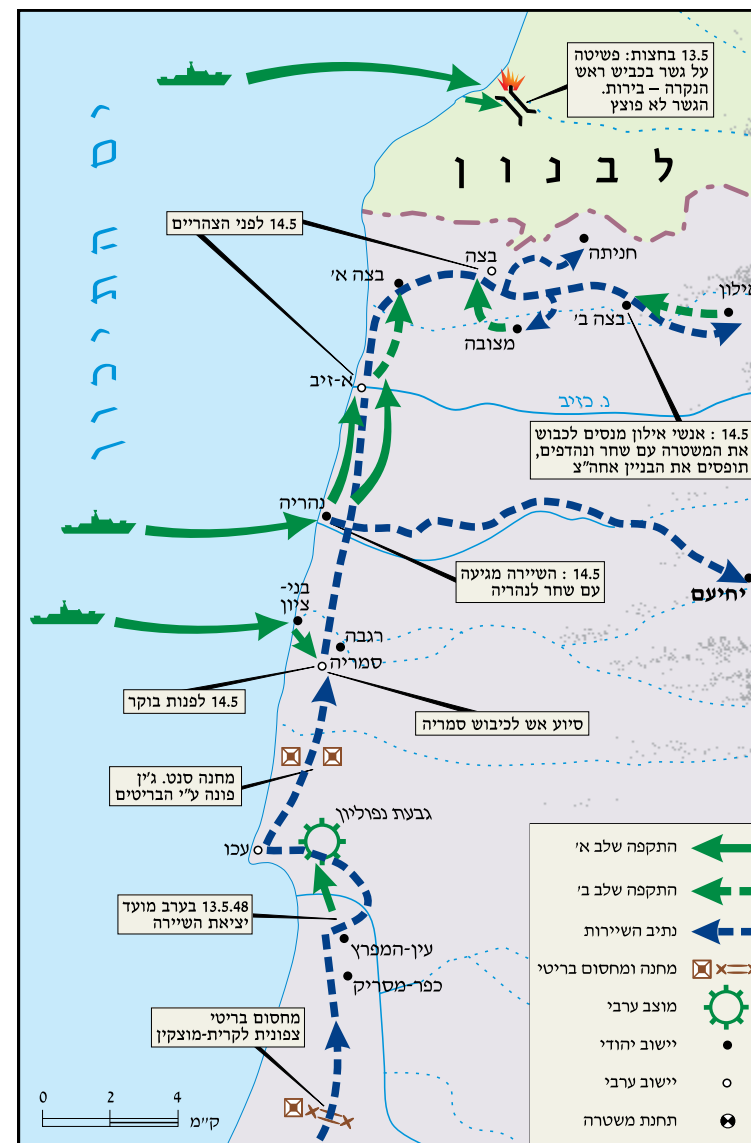 13.5 בחצות: פשיטה
על גשר בכביש ראש
הנקרה – בירות.
הגשר לא פוצץ
לבנון
ים התיכון
14.5 לפני הצהריים
חניתה
בצה
בצה א'
אילון
בצה ב'
מצובה
א-זיב
נ. כזיב
14.5 : אנשי אילון מנסים לכבוש
את המשטרה עם שחר ונהדפים,
תופסים את הבניין אחה"צ
נהריה
14.5 : השיירה מגיעה
עם שחר לנהריה
יחיעם
בני-
ציון
רגבה
סמריה
14.5 לפנות בוקר
סיוע אש לכיבוש סמריה
מחנה סנט. ג'ין
פונה ע"י הבריטים
גבעת נפוליון
עכו
13.5.48 בערב מועד
יציאת השיירה
עין-המפרץ
כפר-מסריק
מחסום בריטי
צפונית לקרית-מוצקין
0 2 4
ק"מ
התקפה שלב א'
התקפה שלב ב'
נתיב השיירות
מחנה ומחסום בריטי
מוצב ערבי
יישוב יהודי
יישוב ערבי
תחנת משטרה